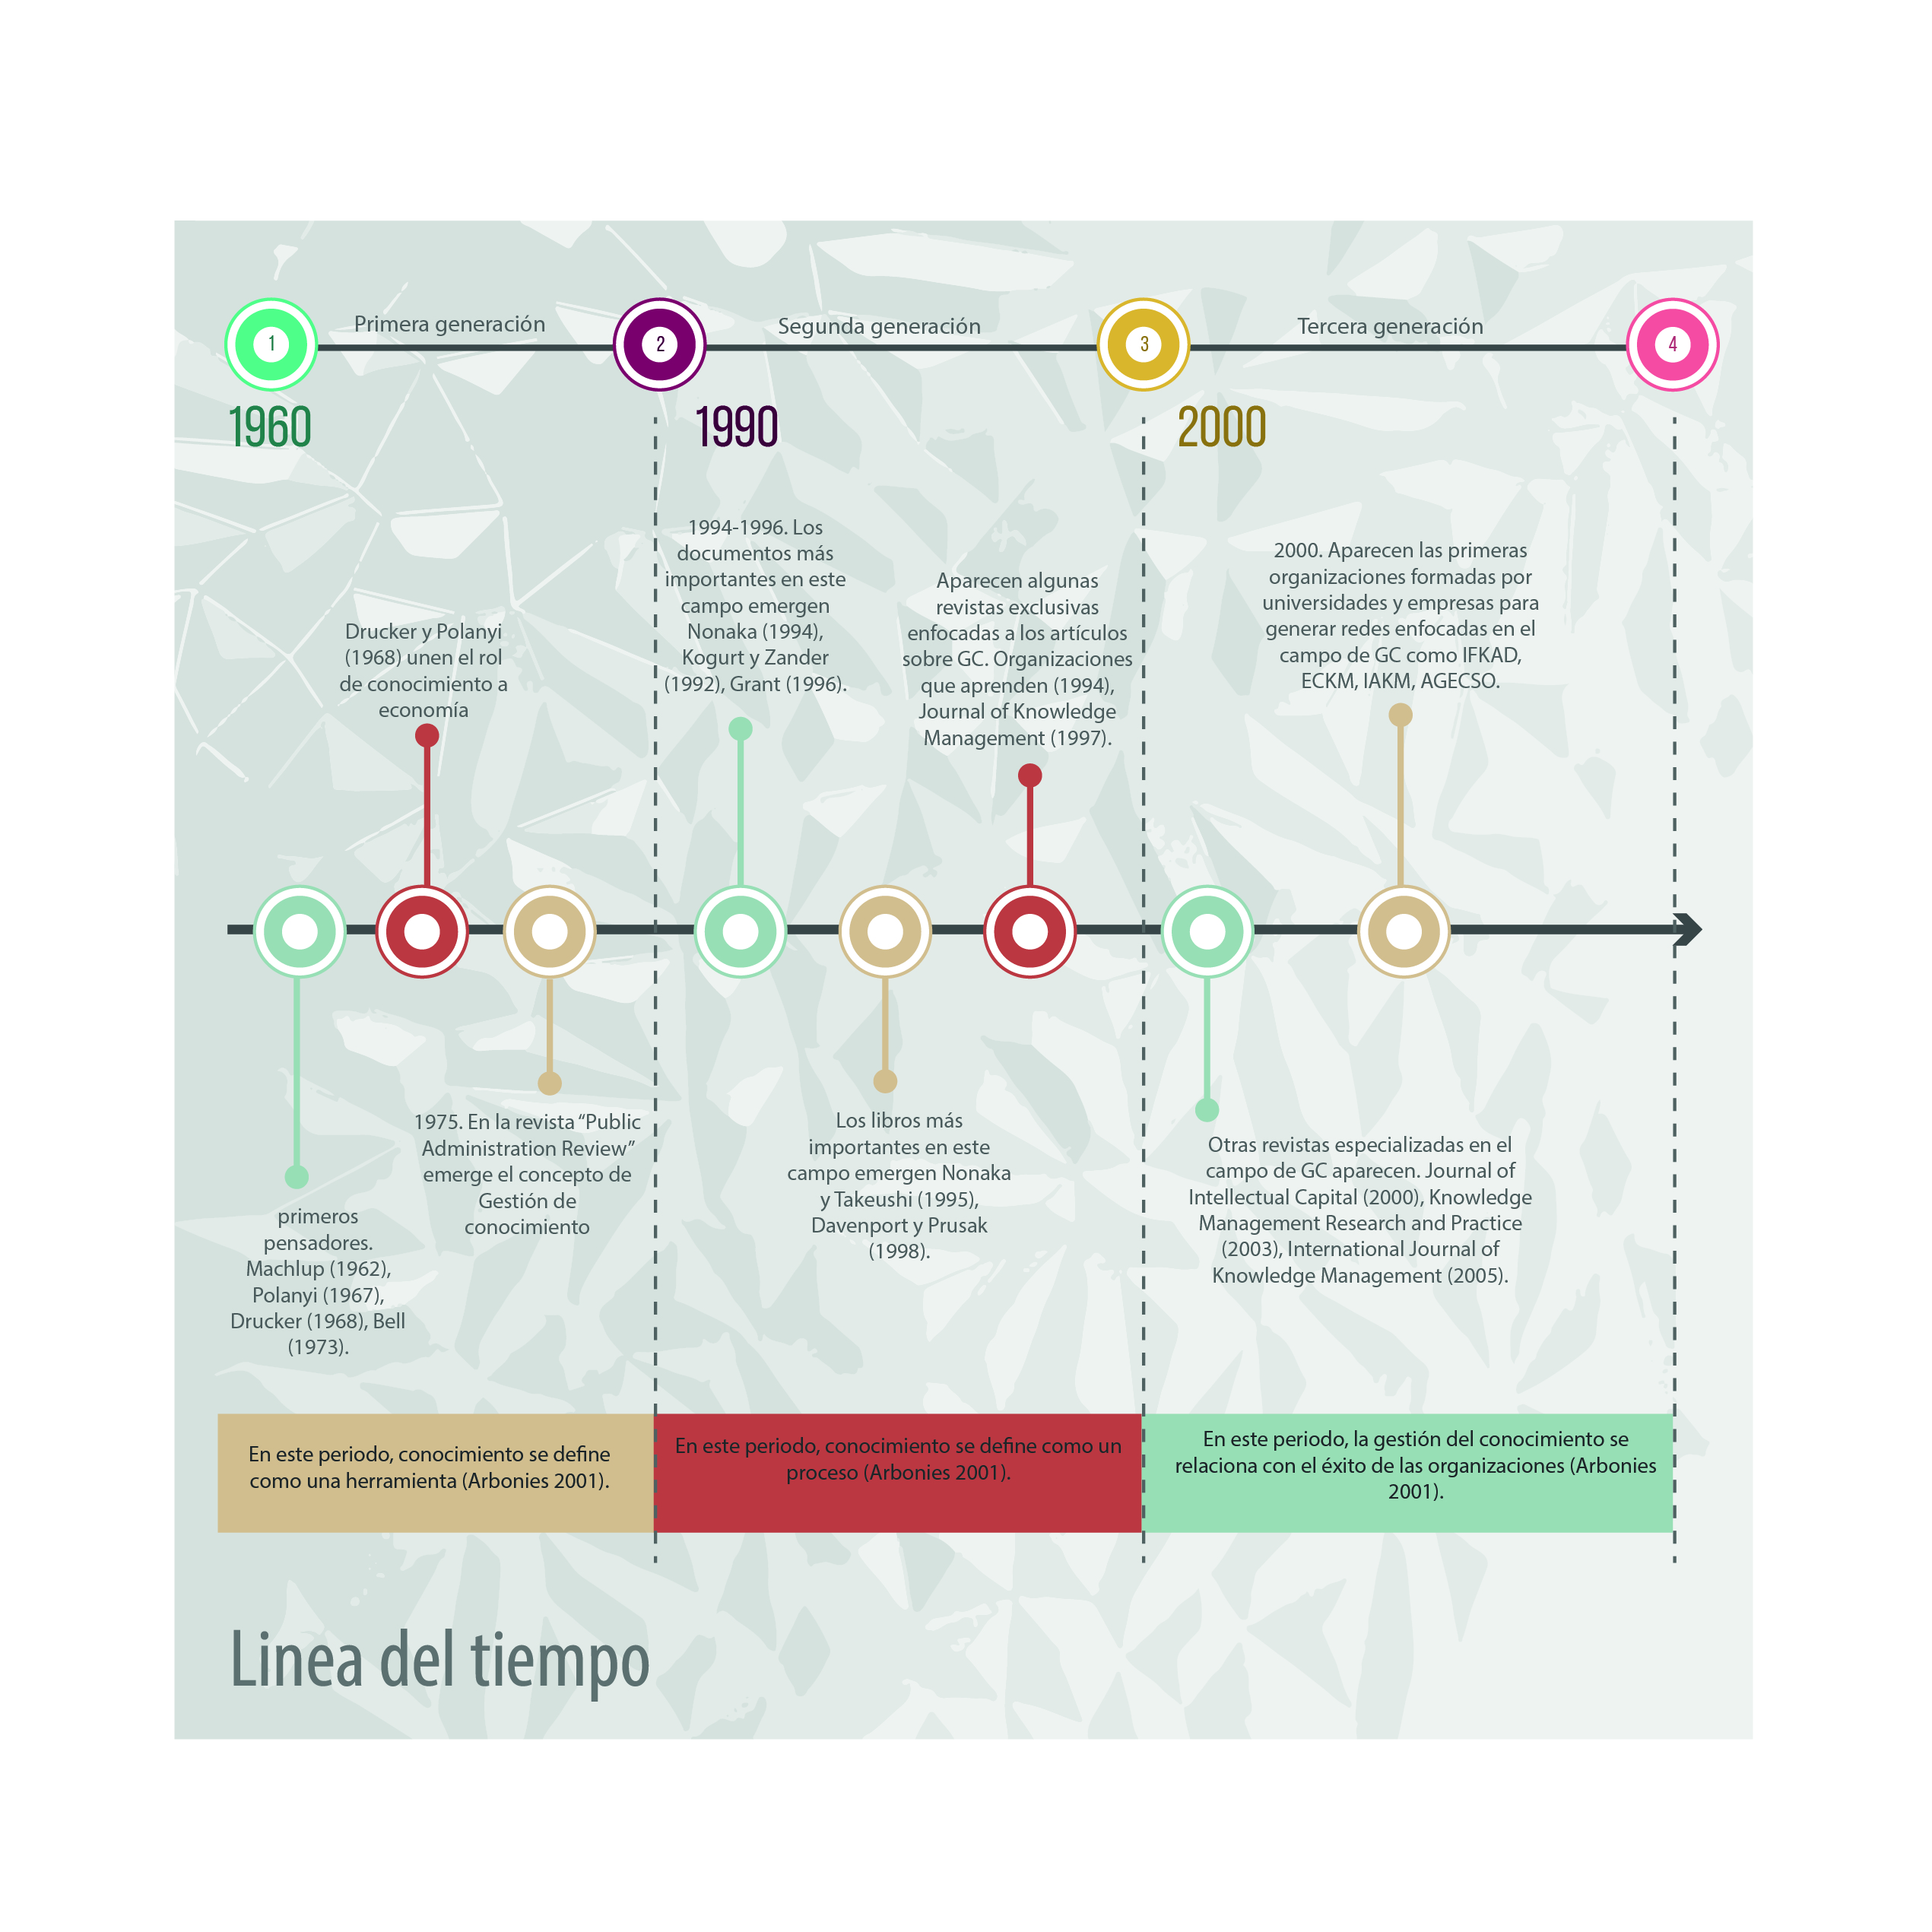 1
Primera generación
2
Segunda generación
3
Tercera generación
4
1960
1990
2000
Drucker y Polanyi
(1968) unen el rol
de conocimiento a
economía
1994-1996. Los
documentos más
importantes en este
campo emergen
Nonaka (1994),
Kogurt y Zander
(1992), Grant (1996).
Aparecen algunas
revistas exclusivas
enfocadas a los artículos
sobre GC. Organizaciones
que aprenden (1994),
Journal of Knowledge
Management (1997).
2000. Aparecen las primeras
organizaciones formadas por
universidades y empresas para
generar redes enfocadas en el
campo de GC como IFKAD,
ECKM, IAKM, AGECSO.
primeros
pensadores.
Machlup (1962),
Polanyi (1967),
Drucker (1968), Bell
(1973).
1975. En la revista “Public
Administration Review”
emerge el concepto de
Gestión de
conocimiento
Los libros más
importantes en este
campo emergen Nonaka
y Takeushi (1995),
Davenport y Prusak
(1998).
Otras revistas especializadas en el
campo de GC aparecen. Journal of
Intellectual Capital (2000), Knowledge
Management Research and Practice
(2003), International Journal of
Knowledge Management (2005).
En este periodo, conocimiento se define
como una herramienta (Arbonies 2001).
En este periodo, conocimiento se define como un
proceso (Arbonies 2001).
En este periodo, la gestión del conocimiento se
relaciona con el éxito de las organizaciones (Arbonies
2001).
Linea del tiempo